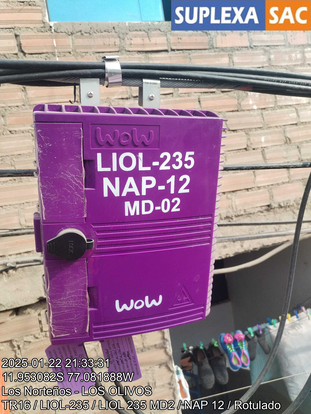 SUPLEXA SAC
WOW
LIOL-235
NAP-12
MD-02
WOW
2025-01-22 21:33:31
11.953082S 77.081888W
Los Norteños - LOS OLIVOS
TR16 / LIOL-235 / LIOL 235 MD2 / NAP 12 / Rotulado